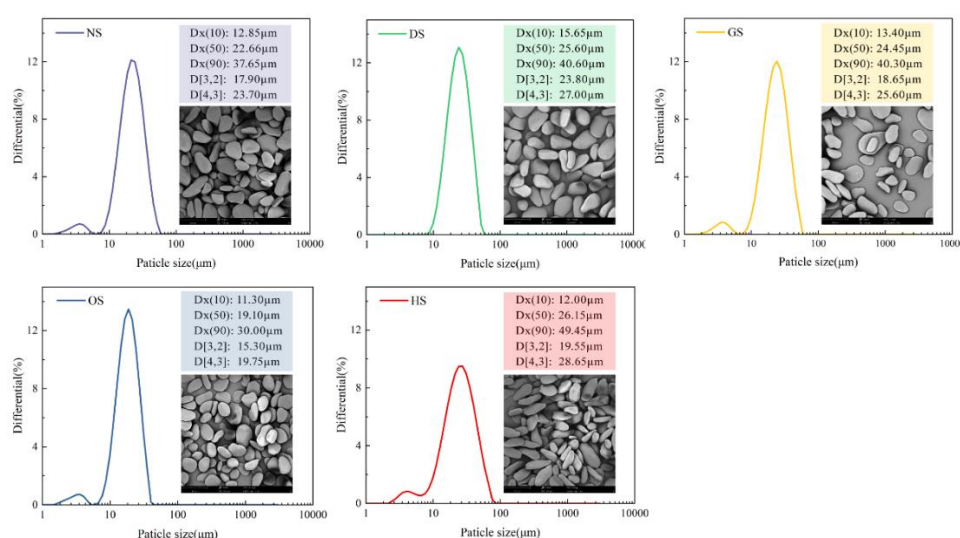 NS
Dx(10): 12.85μm
Dx(50): 22.66μm
Dx(90): 37.65μm
D[3,2]: 17.90μm
D[4,3]: 23.70μm
12
8
4
0
Differential(%)
1 10 100 1000 10000
Paticle size(μm)
DS
Dx(10): 15.65μm
Dx(50): 25.60μm
Dx(90): 40.60μm
D[3,2]: 23.80μm
D[4,3]: 27.00μm
12
8
4
0
Differential(%)
1 10 100 1000 10000
Paticle size(μm)
GS
Dx(10): 13.40μm
Dx(50): 24.45μm
Dx(90): 40.30μm
D[3,2]: 18.65μm
D[4,3]: 25.60μm
12
8
4
0
Differential(%)
1 10 100 1000 10000
Paticle size(μm)
OS
Dx(10): 11.30μm
Dx(50): 19.10μm
Dx(90): 30.00μm
D[3,2]: 15.30μm
D[4,3]: 19.75μm
12
8
4
0
Differential(%)
1 10 100 1000 10000
Paticle size(μm)
HS
Dx(10): 12.00μm
Dx(50): 26.15μm
Dx(90): 49.45μm
D[3,2]: 19.55μm
D[4,3]: 28.65μm
12
8
4
0
Differential(%)
1 10 100 1000 10000
Paticle size(μm)